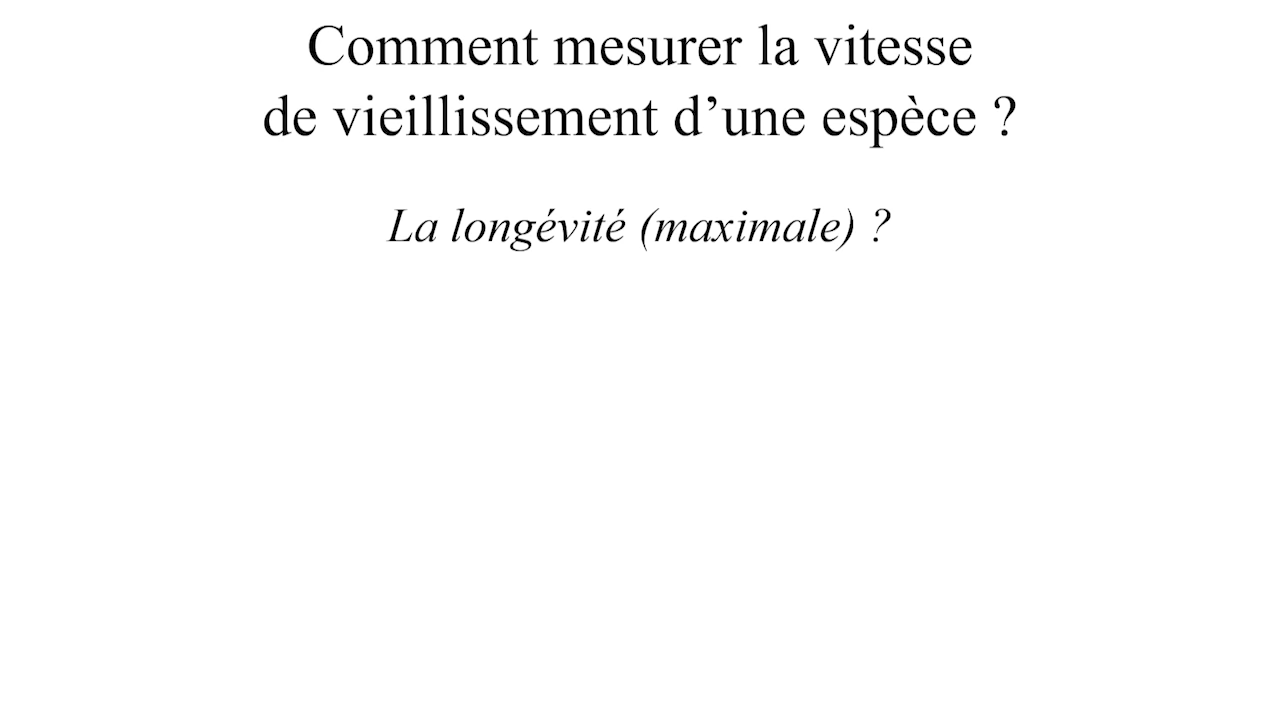 Comment mesurer la vitesse
de vieillissement d’une espèce ?
La longévité (maximale) ?